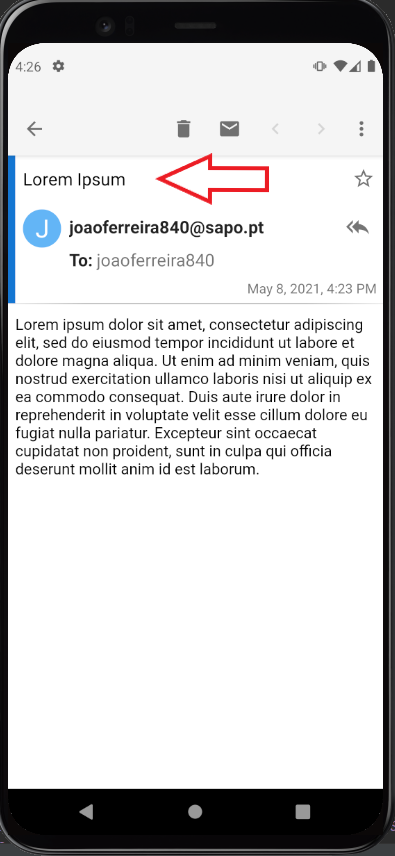 4:26
Lorem Ipsum
J
joaoferreira840@sapo.pt
To: joaoferreira840
May 8, 2021, 4:23 PM
Lorem ipsum dolor sit amet, consectetur adipiscing
elit, sed do eiusmod tempor incididunt ut labore et
dolore magna aliqua. Ut enim ad minim veniam, quis
nostrud exercitation ullamco laboris nisi ut aliquip ex
ea commodo consequat. Duis aute irure dolor in
reprehenderit in voluptate velit esse cillum dolore eu
fugiat nulla pariatur. Excepteur sint occaecat
cupidatat non proident, sunt in culpa qui officia
deserunt mollit anim id est laborum.